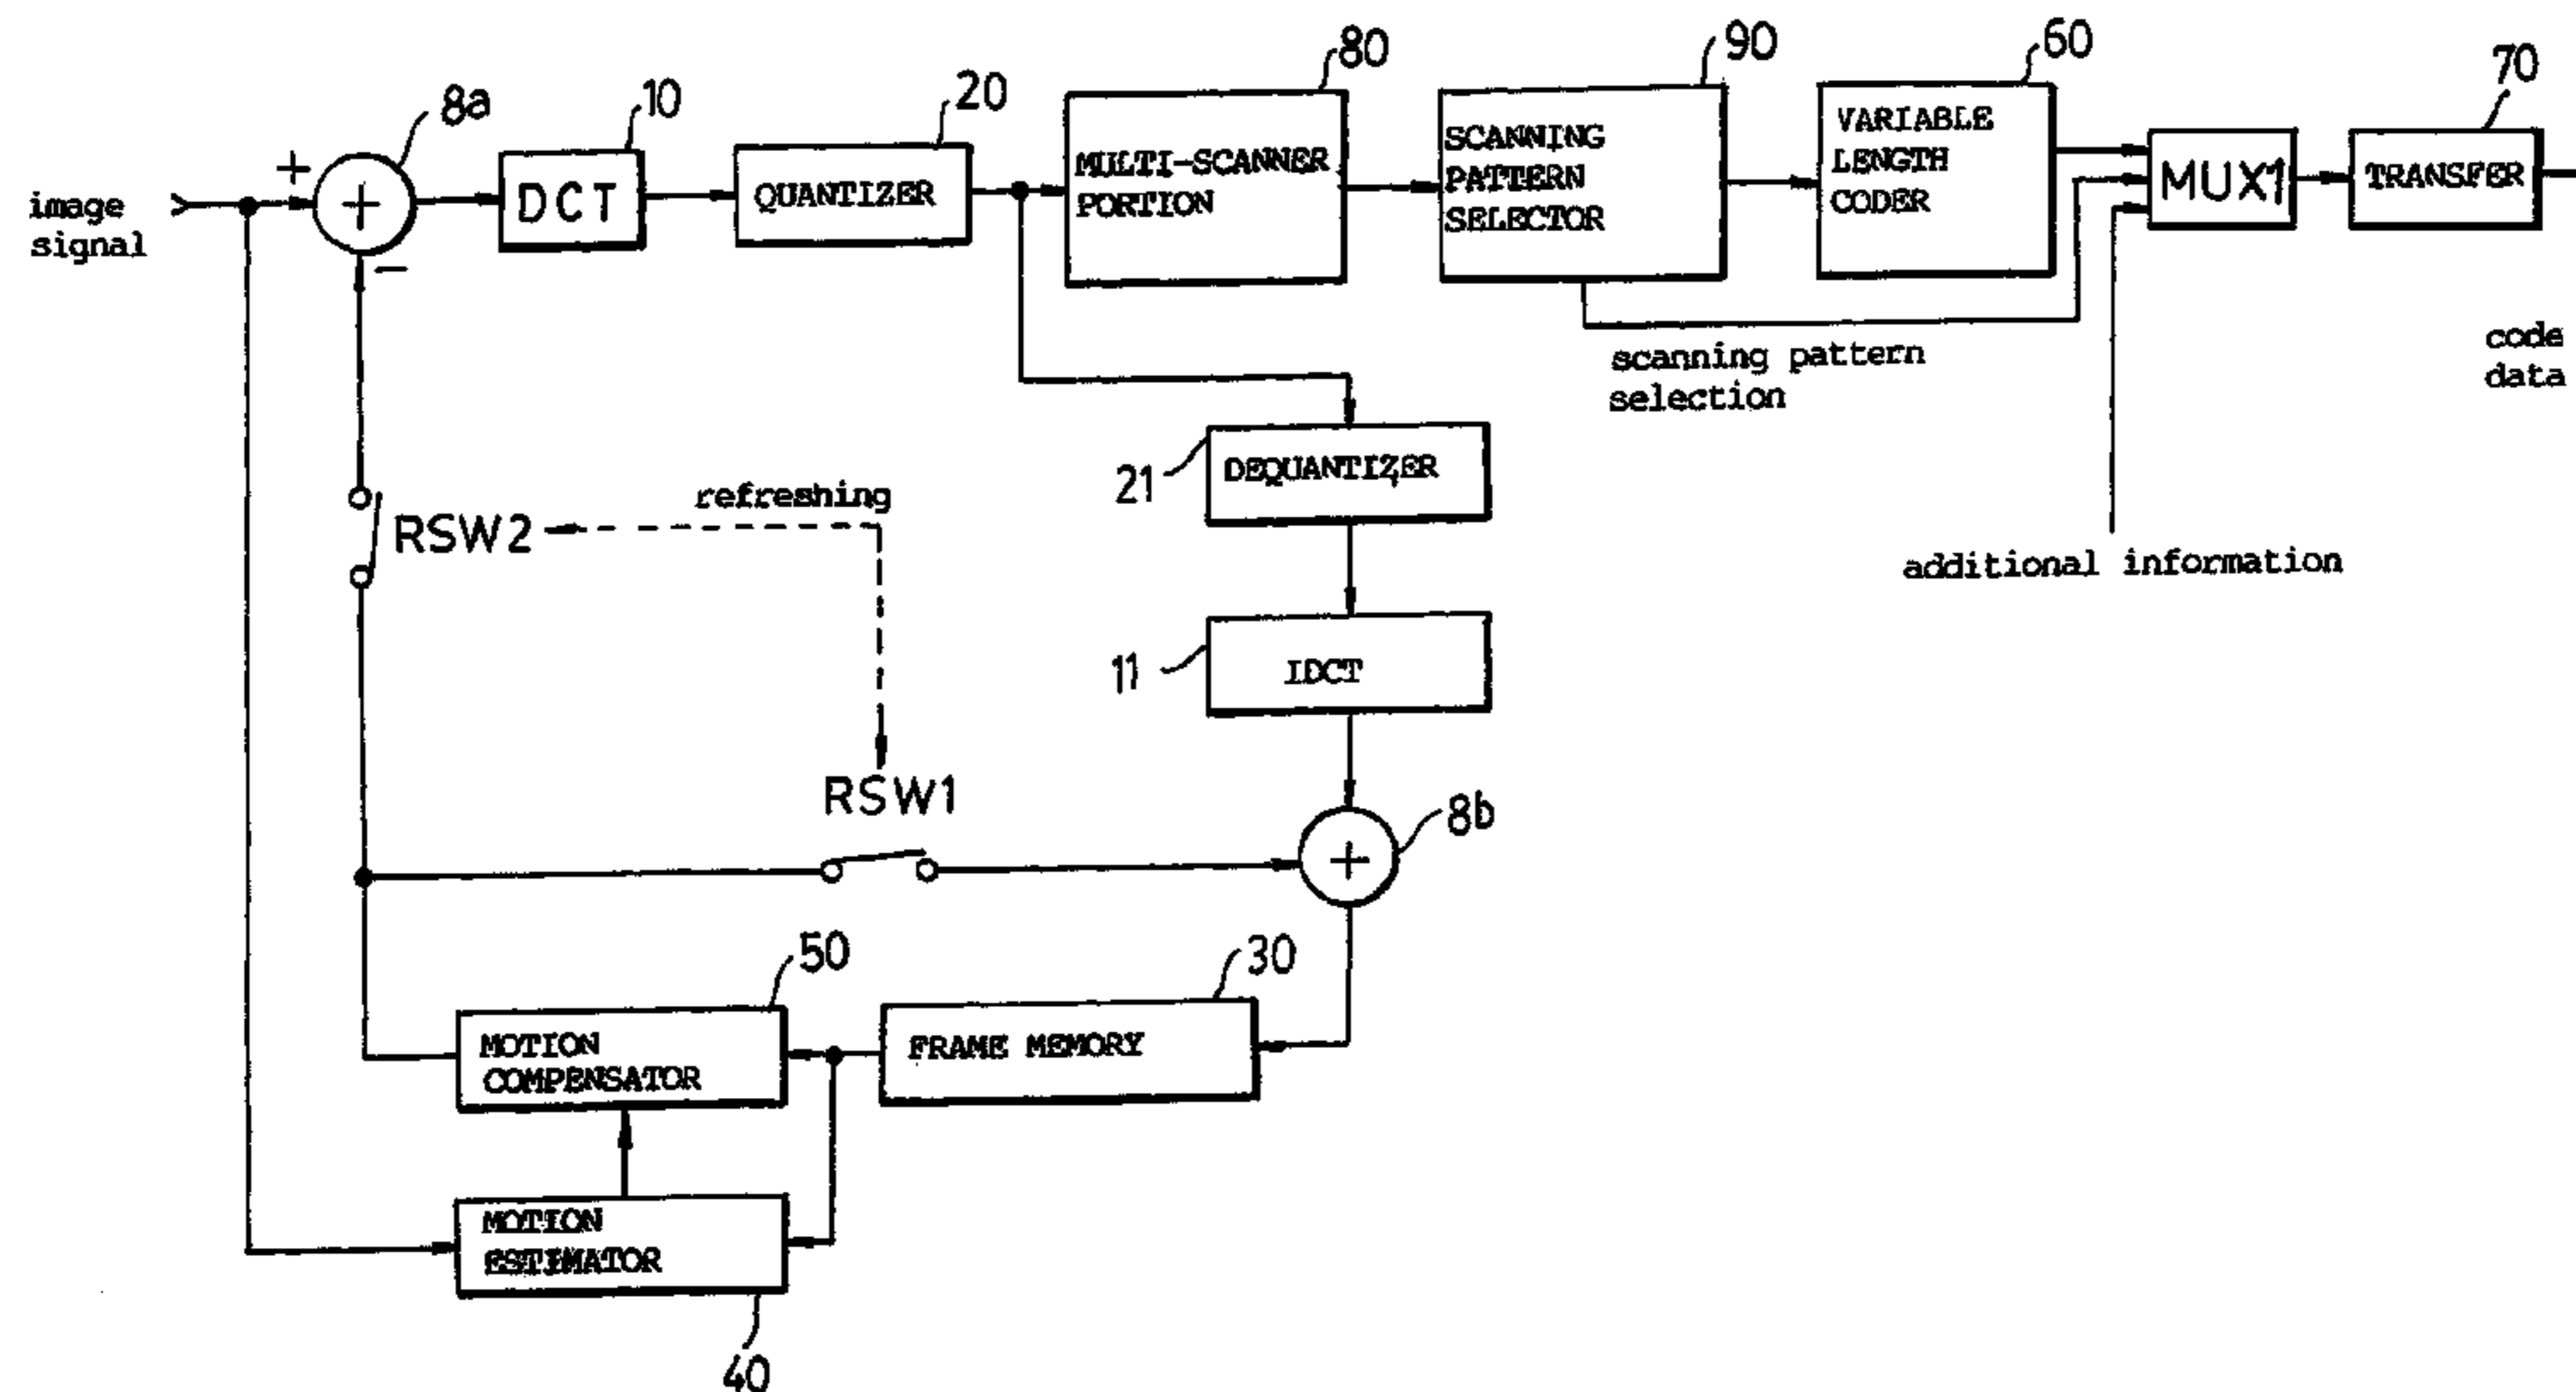 8a
10
20
80
90
60
70
image
signal
+
+
−
DCT
QUANTIZER
MULTI-SCANNER
PORTION
SCANNING
PATTERN
SELECTOR
VARIABLE
LENGTH
CODER
MUX1
TRANSFER
scanning pattern
selection
code
data
additional information
21
DEQUANTIZER
refreshing
RSW2
11
IDCT
RSW1
8b
+
50
30
MOTION
COMPENSATOR
FRAME MEMORY
MOTION
ESTIMATOR
40